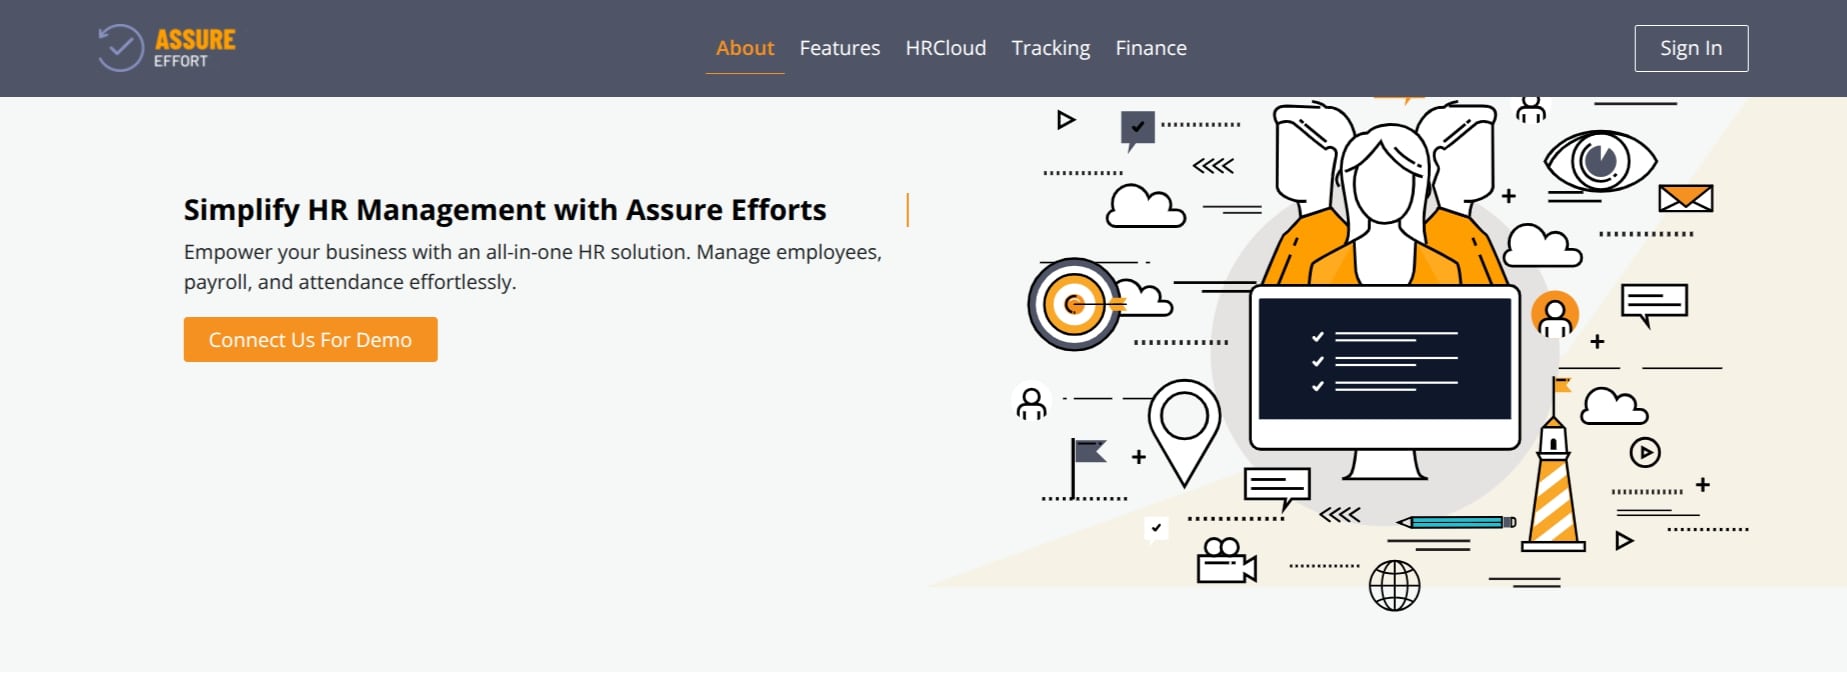 ASSURE
EFFORT
About Features HRCloud Tracking Finance
Sign In
Simplify HR Management with Assure Efforts
Empower your business with an all-in-one HR solution. Manage employees,
payroll, and attendance effortlessly.
Connect Us For Demo